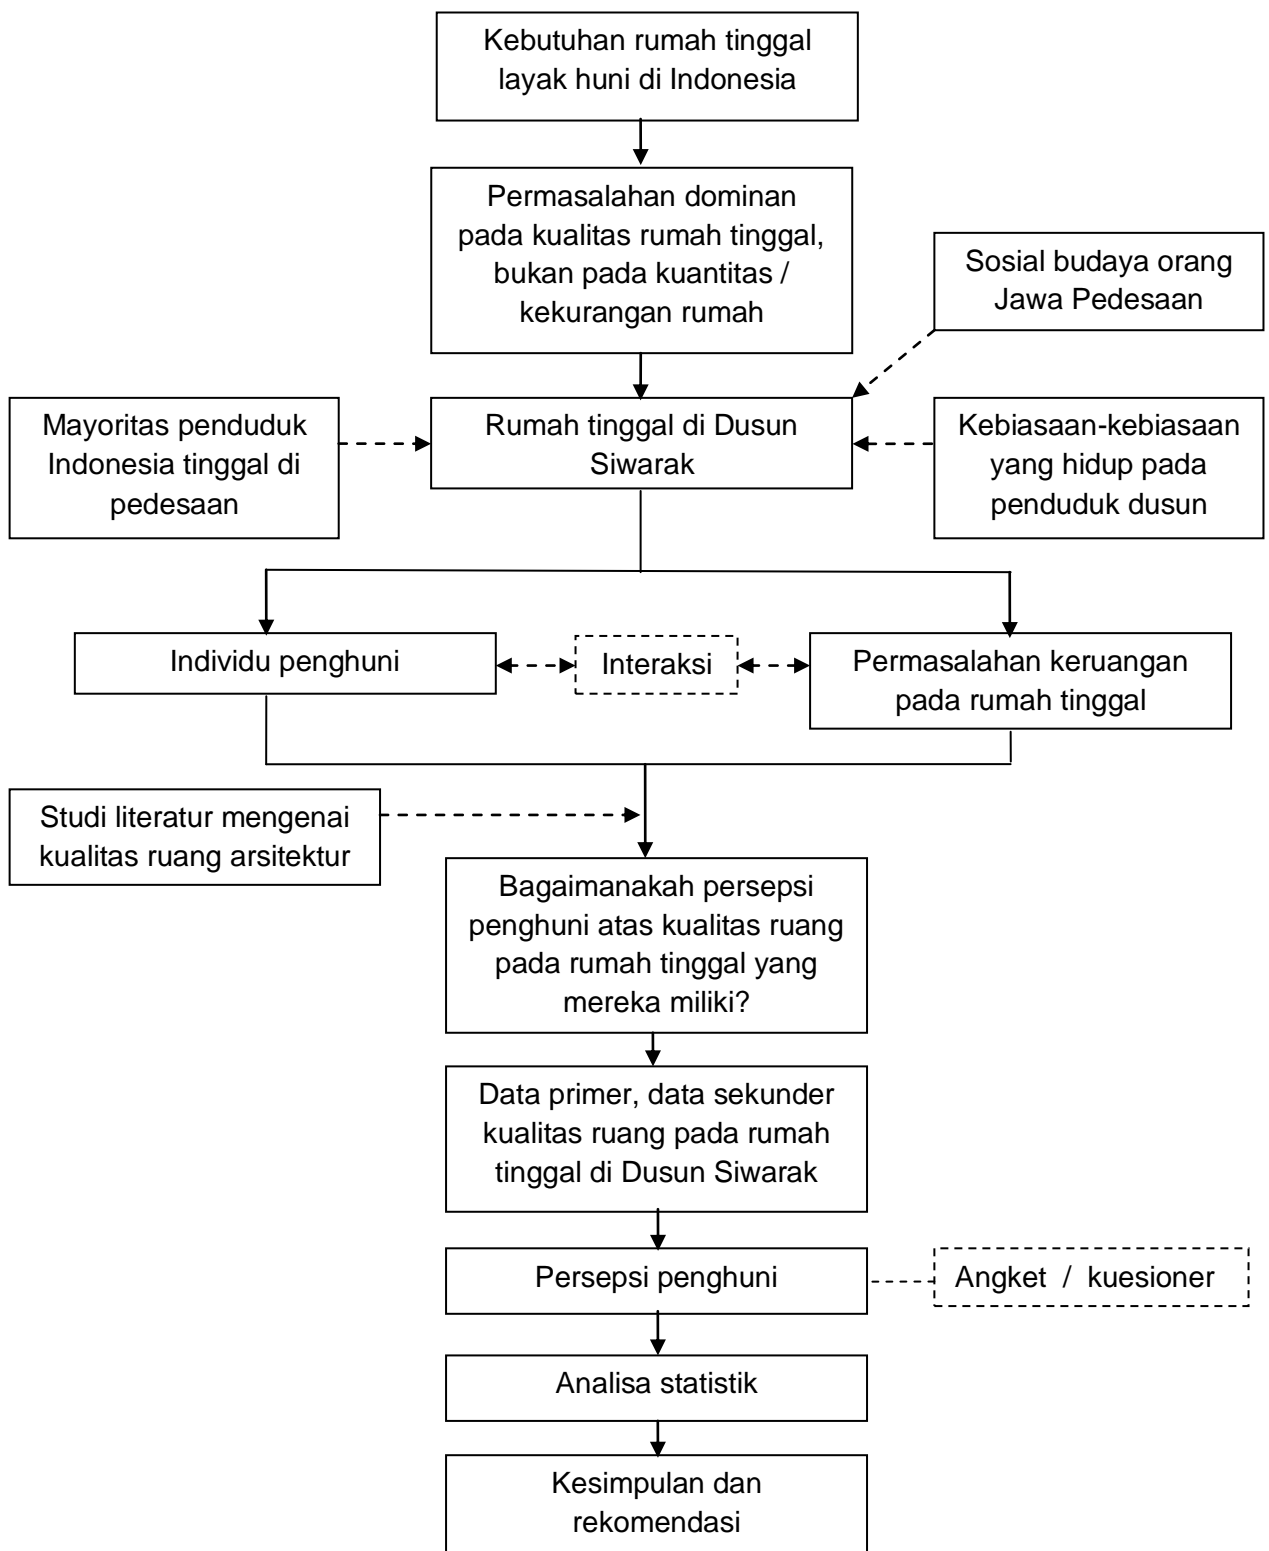 Kebutuhan rumah tinggal
layak huni di Indonesia
Permasalahan dominan
pada kualitas rumah tinggal,
bukan pada kuantitas /
kekurangan rumah
Sosial budaya orang
Jawa Pedesaan
Mayoritas penduduk
Indonesia tinggal di
pedesaan
Rumah tinggal di Dusun
Siwarak
Kebiasaan-kebiasaan
yang hidup pada
penduduk dusun
Individu penghuni
Interaksi
Permasalahan keruangan
pada rumah tinggal
Studi literatur mengenai
kualitas ruang arsitektur
Bagaimanakah persepsi
penghuni atas kualitas ruang
pada rumah tinggal yang
mereka miliki?
Data primer, data sekunder
kualitas ruang pada rumah
tinggal di Dusun Siwarak
Persepsi penghuni
Angket / kuesioner
Analisa statistik
Kesimpulan dan
rekomendasi